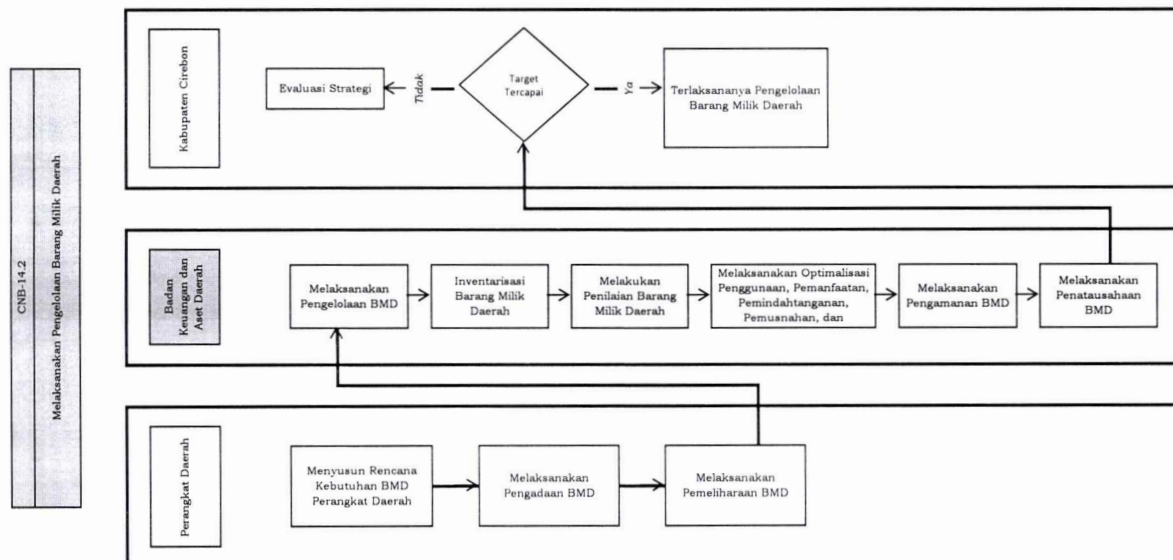 CNB-14.2
Melaksanakan Pengelolaan Barang Milik Daerah
Kabupaten Cirebon
Evaluasi Strategi
Tidak
Target
Tercapai
Ya
Terlaksananya Pengelolaan
Barang Milik Daerah
Badan
Keuangan dan
Aset Daerah
Melaksanakan
Pengelolaan BMD
Inventarisasi
Barang Milik
Daerah
Melakukan
Penilaian Barang
Milik Daerah
Melaksanakan Optimalisasi
Penggunaan, Pemanfaatan,
Pemindahtanganan,
Pemusnahan, dan
Melaksanakan
Pengamanan BMD
Melaksanakan
Penatausahaan
BMD
Perangkat Daerah
Menyusun Rencana
Kebutuhan BMD
Perangkat Daerah
Melaksanakan
Pengadaan BMD
Melaksanakan
Pemeliharaan BMD